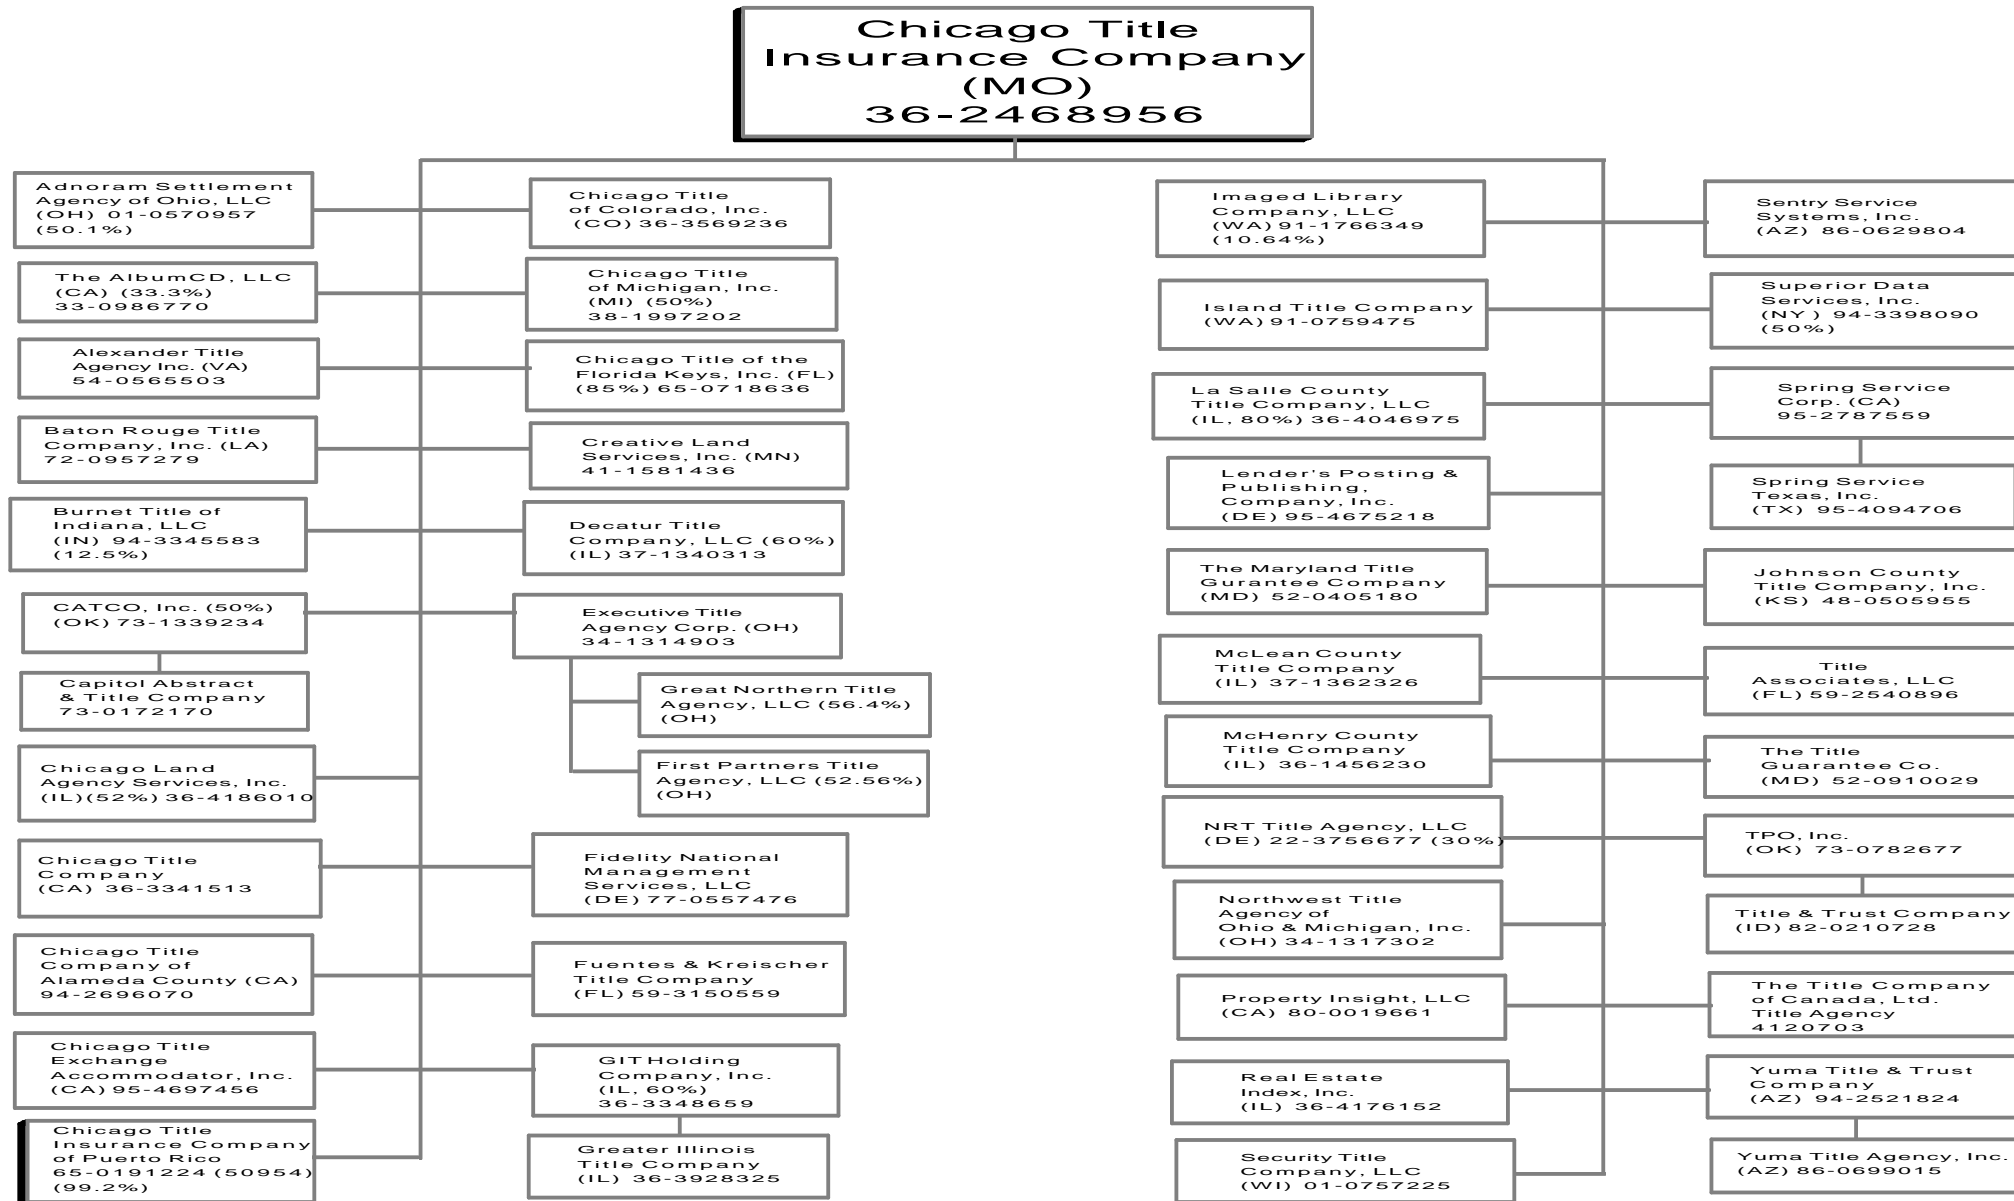 Chicago Title
Insurance Company
(MO)
36-2468956
Adnoram Settlement
Agency of Ohio, LLC
(OH) 01-0570957
(50.1%)
The AlbumCD, LLC
(CA) (33.3%)
33-0986770
Alexander Title
Agency Inc. (VA)
54-0565503
Baton Rouge Title
Company, Inc. (LA)
72-0957279
Burnet Title of
Indiana, LLC
(IN) 94-3345583
(12.5%)
CATCO, Inc. (50%)
(OK) 73-1339234
Capitol Abstract
& Title Company
73-0172170
Chicago Land
Agency Services, Inc.
(IL)(52%) 36-4186010
Chicago Title
Company
(CA) 36-3341513
Chicago Title
Company of
Alameda County (CA)
94-2696070
Chicago Title
Exchange
Accommodator, Inc.
(CA) 95-4697456
Chicago Title
Insurance Company
of Puerto Rico
65-0191224 (50954)
(99.2%)
Chicago Title
of Colorado, Inc.
(CO) 36-3569236
Chicago Title
of Michigan, Inc.
(MI) (50%)
38-1997202
Chicago Title of the
Florida Keys, Inc. (FL)
(85%) 65-0718636
Creative Land
Services, Inc. (MN)
41-1581436
Decatur Title
Company, LLC (60%)
(IL) 37-1340313
Executive Title
Agency Corp. (OH)
34-1314903
Great Northern Title
Agency, LLC (56.4%)
(OH)
First Partners Title
Agency, LLC (52.56%)
(OH)
Fidelity National
Management
Services, LLC
(DE) 77-0557476
Fuentes & Kreischer
Title Company
(FL) 59-3150559
GIT Holding
Company, Inc.
(IL, 60%)
36-3348659
Greater Illinois
Title Company
(IL) 36-3928325
Imaged Library
Company, LLC
(WA) 91-1766349
(10.64%)
Island Title Company
(WA) 91-0759475
La Salle County
Title Company, LLC
(IL, 80%) 36-4046975
Lender's Posting &
Publishing,
Company, Inc.
(DE) 95-4675218
The Maryland Title
Gurantee Company
(MD) 52-0405180
McLean County
Title Company
(IL) 37-1362326
McHenry County
Title Company
(IL) 36-1456230
NRT Title Agency, LLC
(DE) 22-3756677 (30%)
Northwest Title
Agency of
Ohio & Michigan, Inc.
(OH) 34-1317302
Property Insight, LLC
(CA) 80-0019661
Real Estate
Index, Inc.
(IL) 36-4176152
Security Title
Company, LLC
(WI) 01-0757225
Sentry Service
Systems, Inc.
(AZ) 86-0629804
Superior Data
Services, Inc.
(NY ) 94-3398090
(50%)
Spring Service
Corp. (CA)
95-2787559
Spring Service
Texas, Inc.
(TX) 95-4094706
Johnson County
Title Company, Inc.
(KS) 48-0505955
Title
Associates, LLC
(FL) 59-2540896
The Title
Guarantee Co.
(MD) 52-0910029
TPO, Inc.
(OK) 73-0782677
Title & Trust Company
(ID) 82-0210728
The Title Company
of Canada, Ltd.
Title Agency
4120703
Yuma Title & Trust
Company
(AZ) 94-2521824
Yuma Title Agency, Inc.
(AZ) 86-0699015